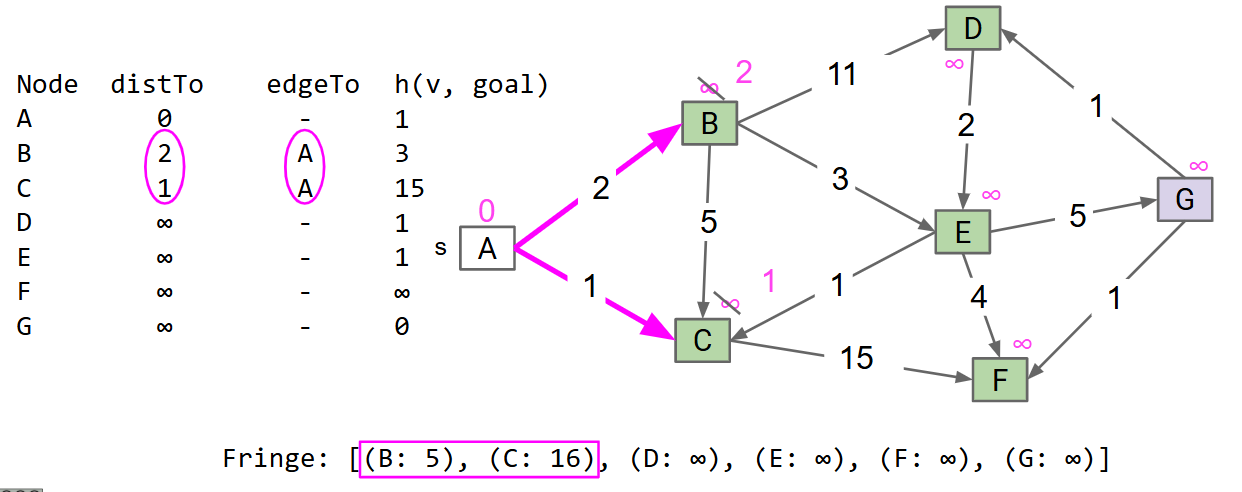 Node distTo edgeTo h(v, goal)
A 0 - 1
B 2 A 3
C 1 A 15
D ∞ - 1
E ∞ - 1
F ∞ - ∞
G ∞ - 0
D
∞
11
∞ 2
B
1
2
∞
G
3
∞
2
0
s A
5
E
5
1
∞ 1
1
4
1
C
15
∞
F
Fringe: [(B: 5), (C: 16), (D: ∞), (E: ∞), (F: ∞), (G: ∞)]